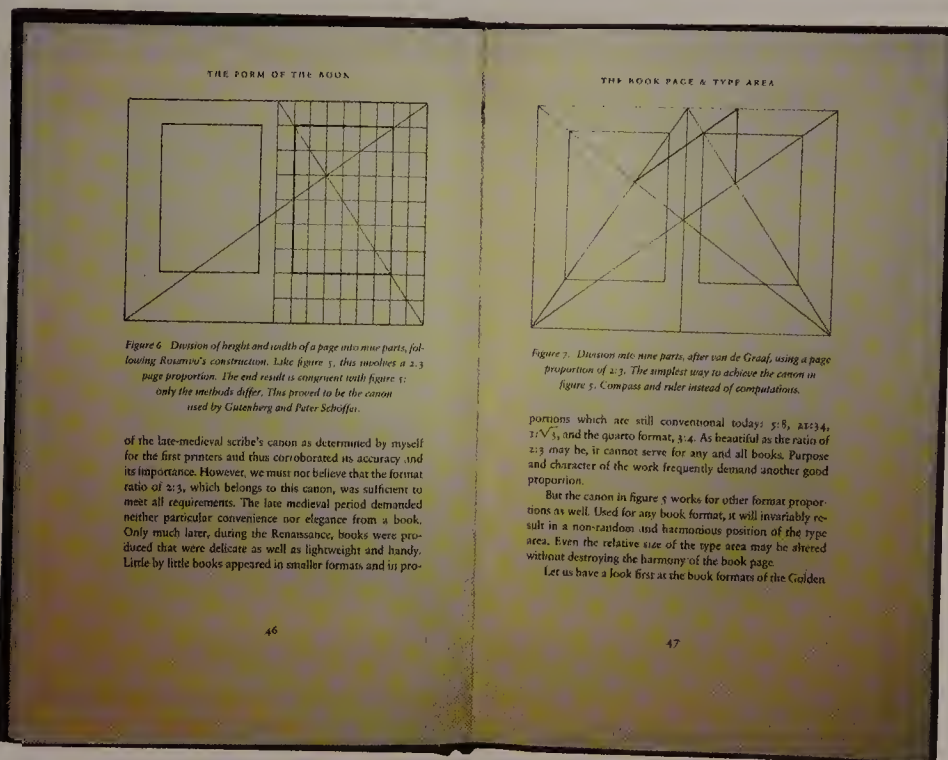 THE FORM OF THE BOOK
Figure 6 Division of height and width of a page into nine parts, fol-
lowing Rosarivo's construction. Like figure 5, this involves a 2:3
page proportion. The end result is congruent with figure 5:
only the methods differ. This proved to be the canon
used by Gutenberg and Peter Schöffer.
of the late-medieval scribe's canon as determined by myself
for the first printers and thus corroborated its accuracy and
its importance. However, we must not believe that the format
ratio of 2:3, which belongs to this canon, was sufficient to
meet all requirements. The late medieval period demanded
neither particular convenience nor elegance from a book.
Only much later, during the Renaissance, books were pro-
duced that were delicate as well as lightweight and handy.
Little by little books appeared in smaller formats and in pro-
46
THE BOOK PAGE & TYPE AREA
Figure 7. Division into nine parts, after van de Graaf, using a page
proportion of 2:3. The simplest way to achieve the canon in
figure 5. Compass and ruler instead of computations.
portions which are still conventional today: 5:8, 21:34,
1:√3, and the quarto format, 3:4. As beautiful as the ratio of
2:3 may be, it cannot serve for any and all books. Purpose
and character of the work frequently demand another good
proportion.
But the canon in figure 5 works for other format propor-
tions as well. Used for any book format, it will invariably re-
sult in a non-random and harmonious position of the type
area. Even the relative size of the type area may be altered
without destroying the harmony of the book page.
Let us have a look first at the book formats of the Golden
47